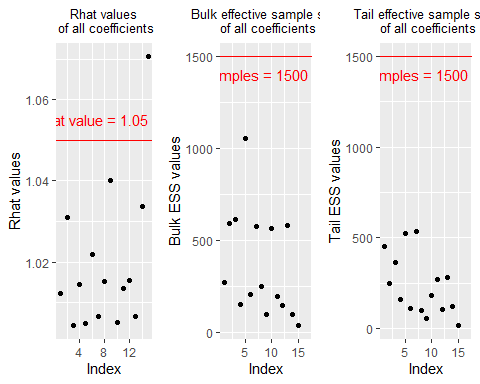 Rhat values
of all coefficients
Bulk effective sample s
of all coefficients
Tail effective sample s
of all coefficients
Rhat values
1.06
1.04
1.02
at value = 1.05
4
8
12
Index
Bulk ESS values
1500
1000
500
0
mples = 1500
5
10
15
Index
Tail ESS values
1500
1000
500
0
mples = 1500
5
10
15
Index